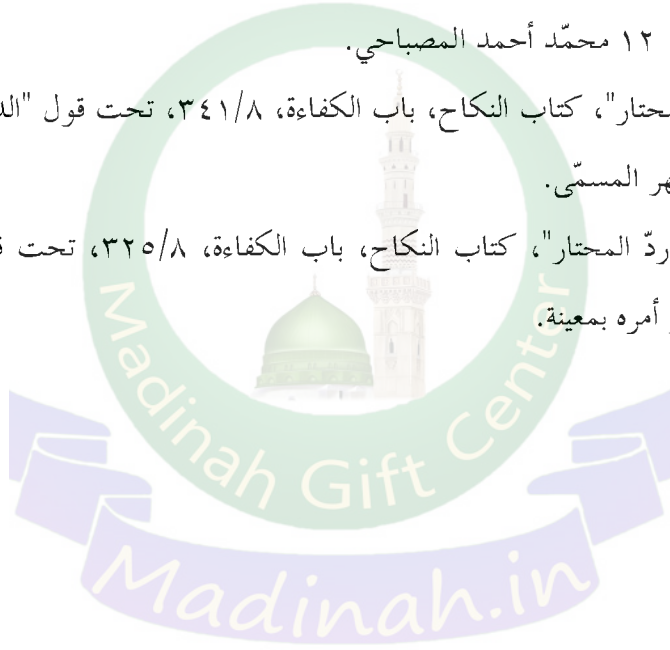 ١٢ محمّد أحمد المصباحي.
محتار"، كتاب النكاح، باب الكفاءة، ٣٤١/٨، تحت قول "الد
هر المسمّى.
ردّ المحتار"، كتاب النكاح، باب الكفاءة، ٣٢٥/٨، تحت ق
أمره بمعينة.
Madinah Gift Center
Madinah.in